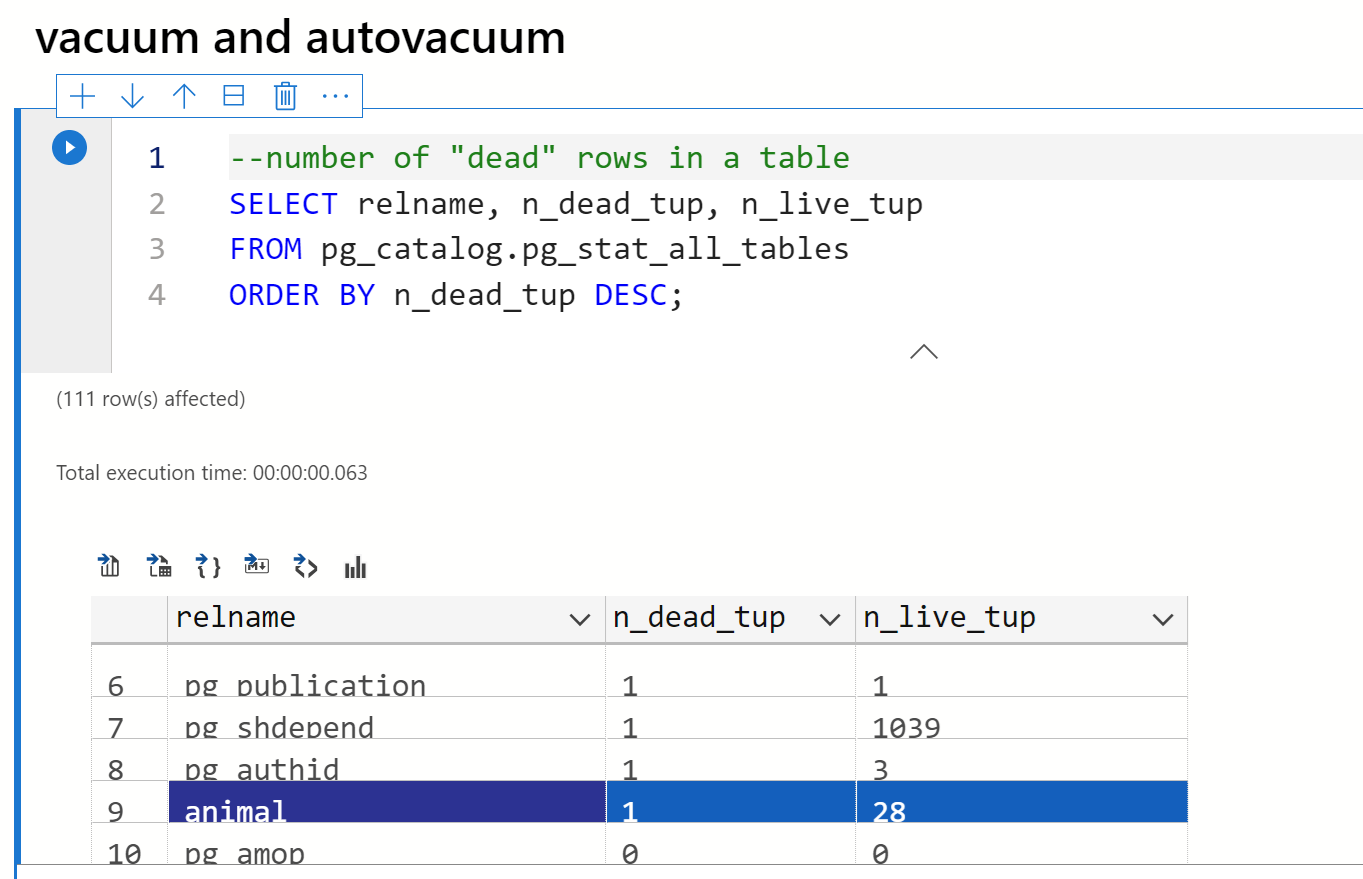 vacuum and autovacuum
1 --number of "dead" rows in a table
2 SELECT relname, n_dead_tup, n_live_tup
3 FROM pg_catalog.pg_stat_all_tables
4 ORDER BY n_dead_tup DESC;
(111 row(s) affected)
Total execution time: 00:00:00.063
relname n_dead_tup n_live_tup
6 pg_publication 1 1
7 pg_shdepend 1 1039
8 pg_authid 1 3
9 animal 1 28
10 pg_amop 0 0